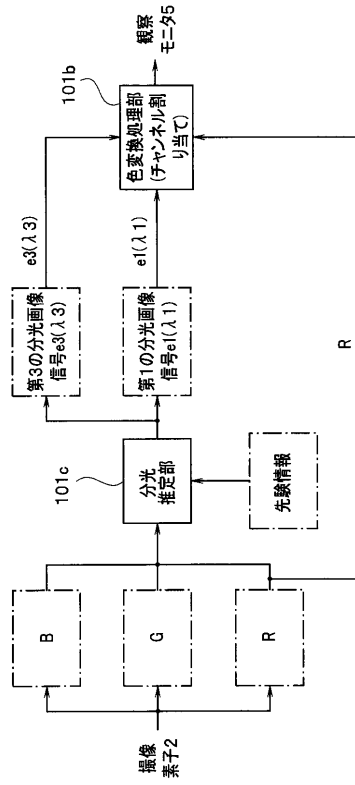 撮像
素子2
B
G
R
101c
分光
推定部
先験情報
第3の分光画像
信号e3(λ3)
第1の分光画像
信号e1(λ1)
e3(λ3)
e1(λ1)
R
101b
色変換処理部
(チャンネル割
り当て)
観察
モニタ5